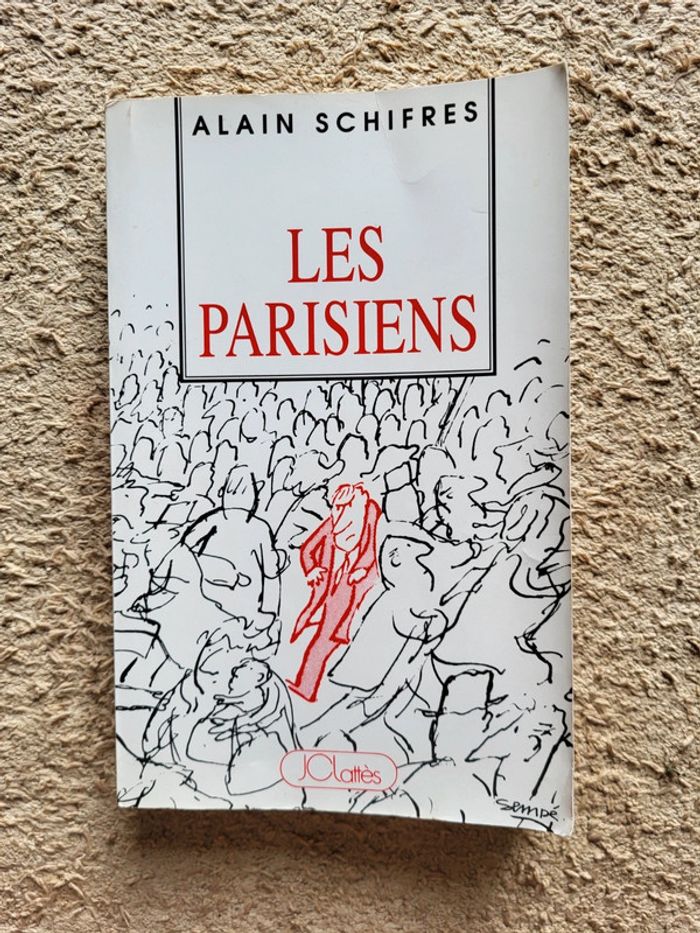 ALAIN SCHIFRES
LES
PARISIENS
JCLattès
Sempé